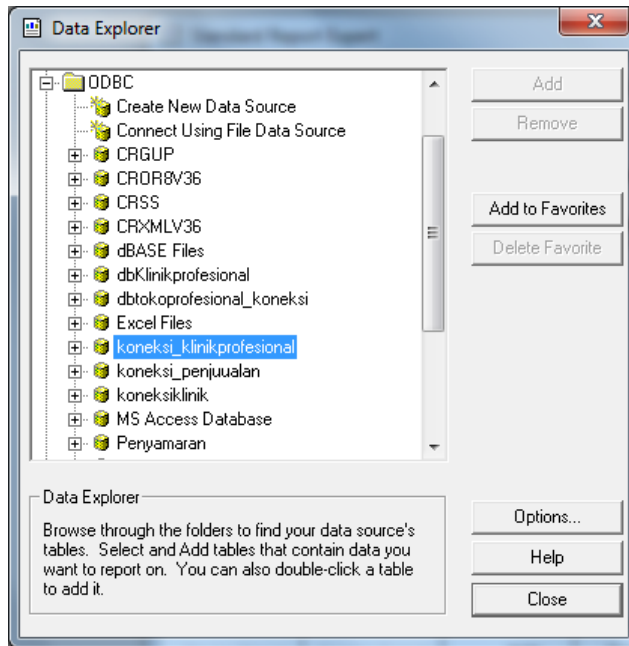 Data Explorer
ODBC
Create New Data Source
Connect Using File Data Source
CRGUP
CROR8V36
CRSS
CRXMLV36
dBASE Files
dbKlinikprofesional
dbtokoprofesional_koneksi
Excel Files
koneksi_klinikprofesional
koneksi_penjuualan
koneksiklinik
MS Access Database
Penyamaran
Add
Remove
Add to Favorites
Delete Favorite
Data Explorer
Browse through the folders to find your data source's
tables. Select and Add tables that contain data you
want to report on. You can also double-click a table
to add it.
Options...
Help
Close